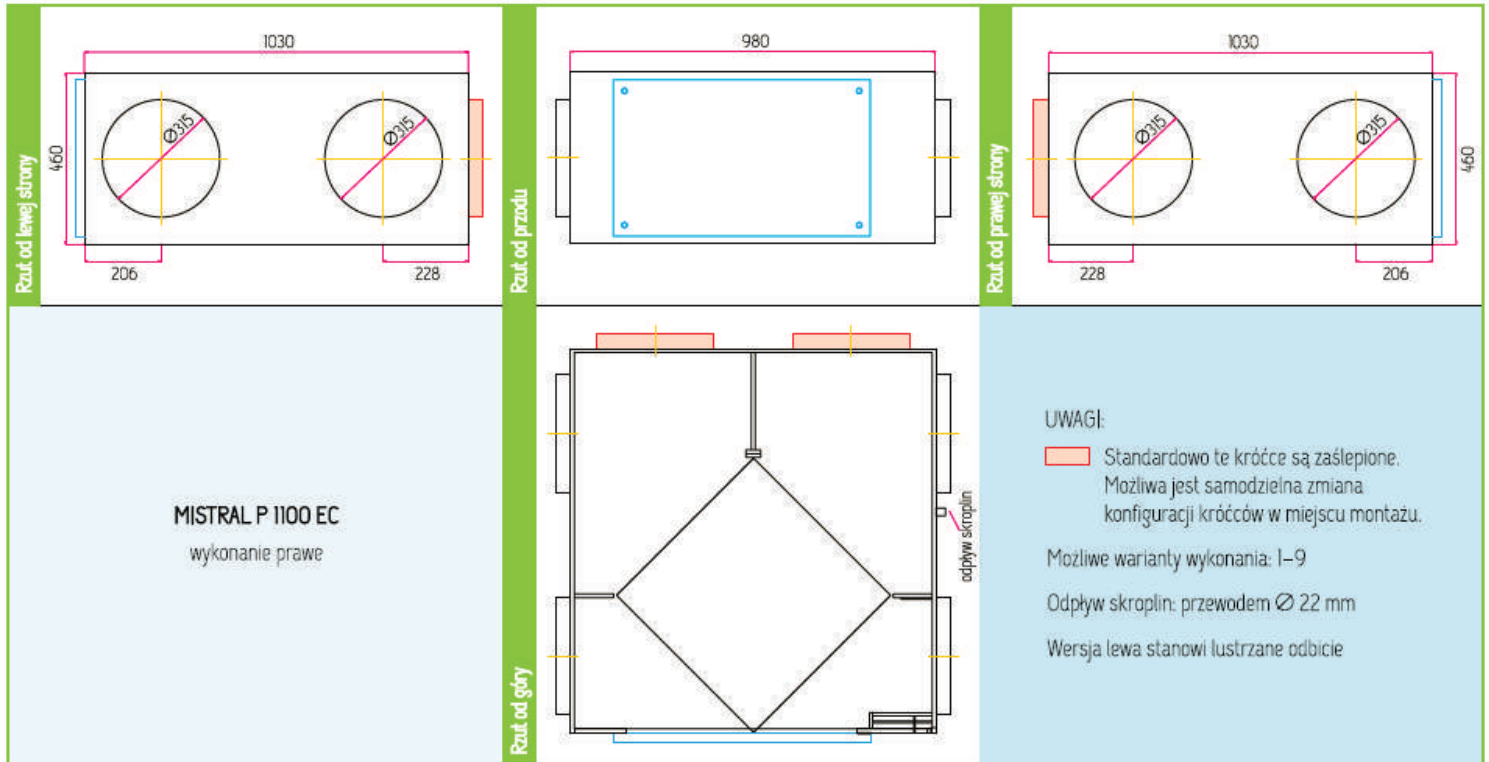 Rzut od lewej strony
1030
460
Ø315
Ø315
206
228
Rzut od przodu
980
Rzut od prawej strony
1030
Ø315
Ø315
460
228
206
MISTRAL P 1100 EC
wykonanie prawe
Rzut od góry
odpływ skroplin
UWAGI:
Standardowo te króćce są zaślepione.
Możliwa jest samodzielna zmiana
konfiguracji króćców w miejscu montażu.
Możliwe warianty wykonania: 1–9
Odpływ skroplin: przewodem Ø 22 mm
Wersja lewa stanowi lustrzane odbicie